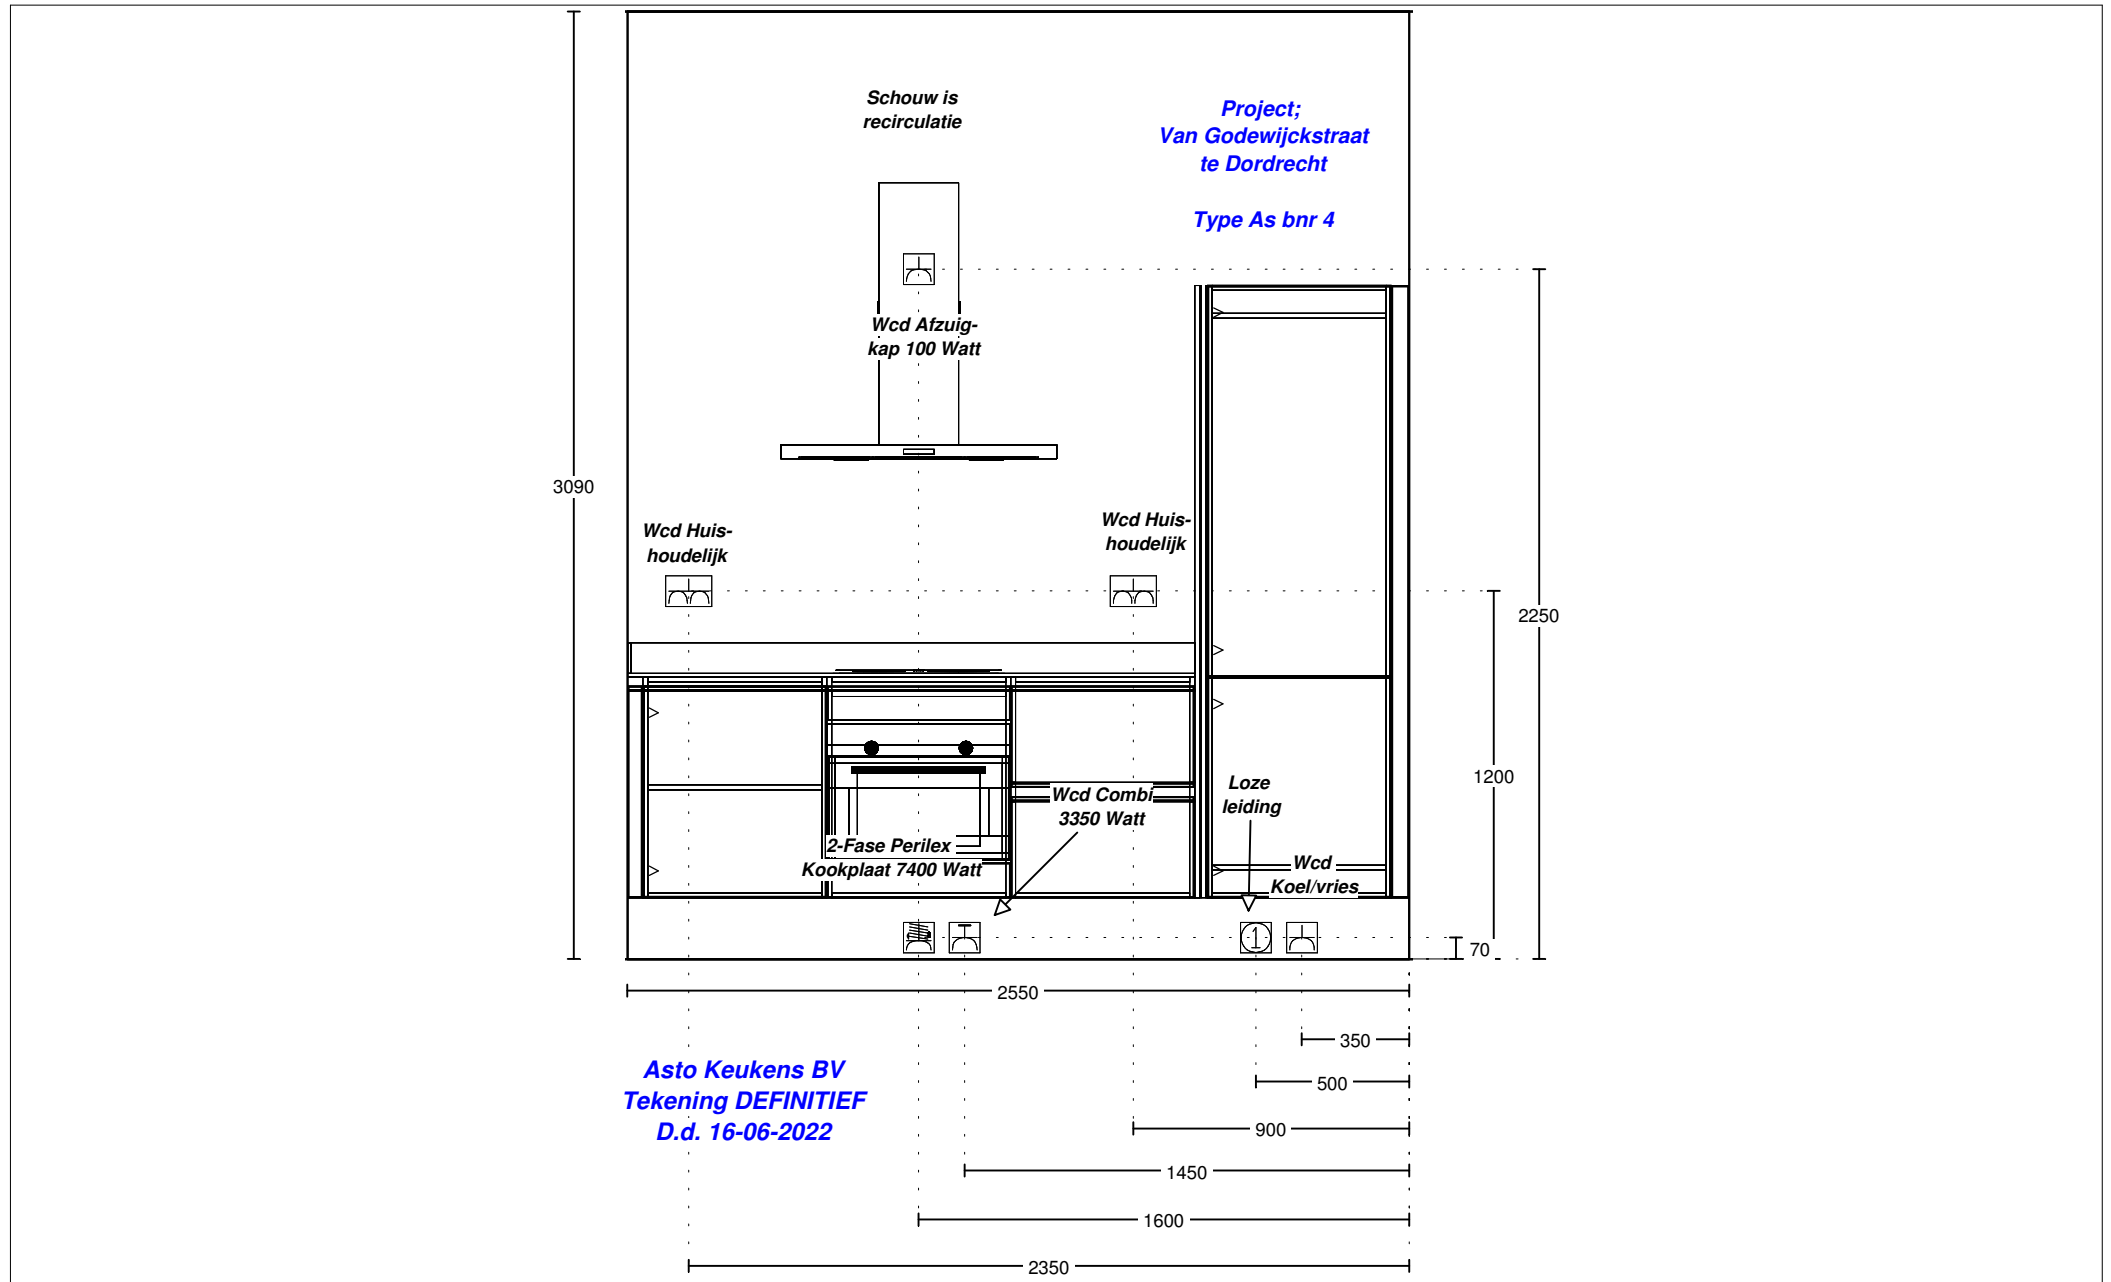 Schouw is
recirculatie
Project;
Van Godewijckstraat
te Dordrecht
Type As bnr 4
Wcd Afzuig-
kap 100 Watt
3090
Wcd Huis-
houdelijk
Wcd Huis-
houdelijk
2250
1200
Loze
leiding
Wcd Combi
3350 Watt
2-Fase Perilex
Kookplaat 7400 Watt
Wcd
Koel/vries
1
70
2550
350
Asto Keukens BV
Tekening DEFINITIEF
D.d. 16-06-2022
500
900
1450
1600
2350